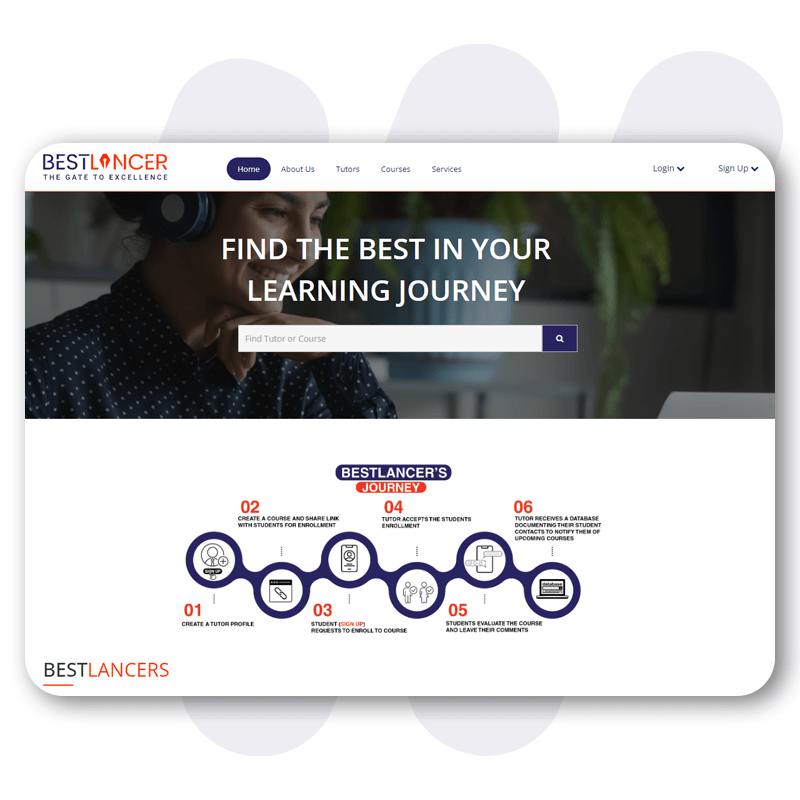 BESTLANCER
THE GATE TO EXCELLENCE
Home
About Us
Tutors
Courses
Services
Login
Sign Up
FIND THE BEST IN YOUR
LEARNING JOURNEY
Find Tutor or Course
BESTLANCER'S
JOURNEY
02
CREATE A COURSE AND SHARE LINK
WITH STUDENTS FOR ENROLLMENT
04
TUTOR ACCEPTS THE STUDENTS
ENROLLMENT
06
TUTOR RECEIVES A DATABASE
DOCUMENTING THEIR STUDENT
CONTACTS TO NOTIFY THEM OF
UPCOMING COURSES
SIGN UP
database
01
CREATE A TUTOR PROFILE
03
STUDENT (SIGN UP)
REQUESTS TO ENROLL TO COURSE
05
STUDENTS EVALUATE THE COURSE
AND LEAVE THEIR COMMENTS
BESTLANCERS